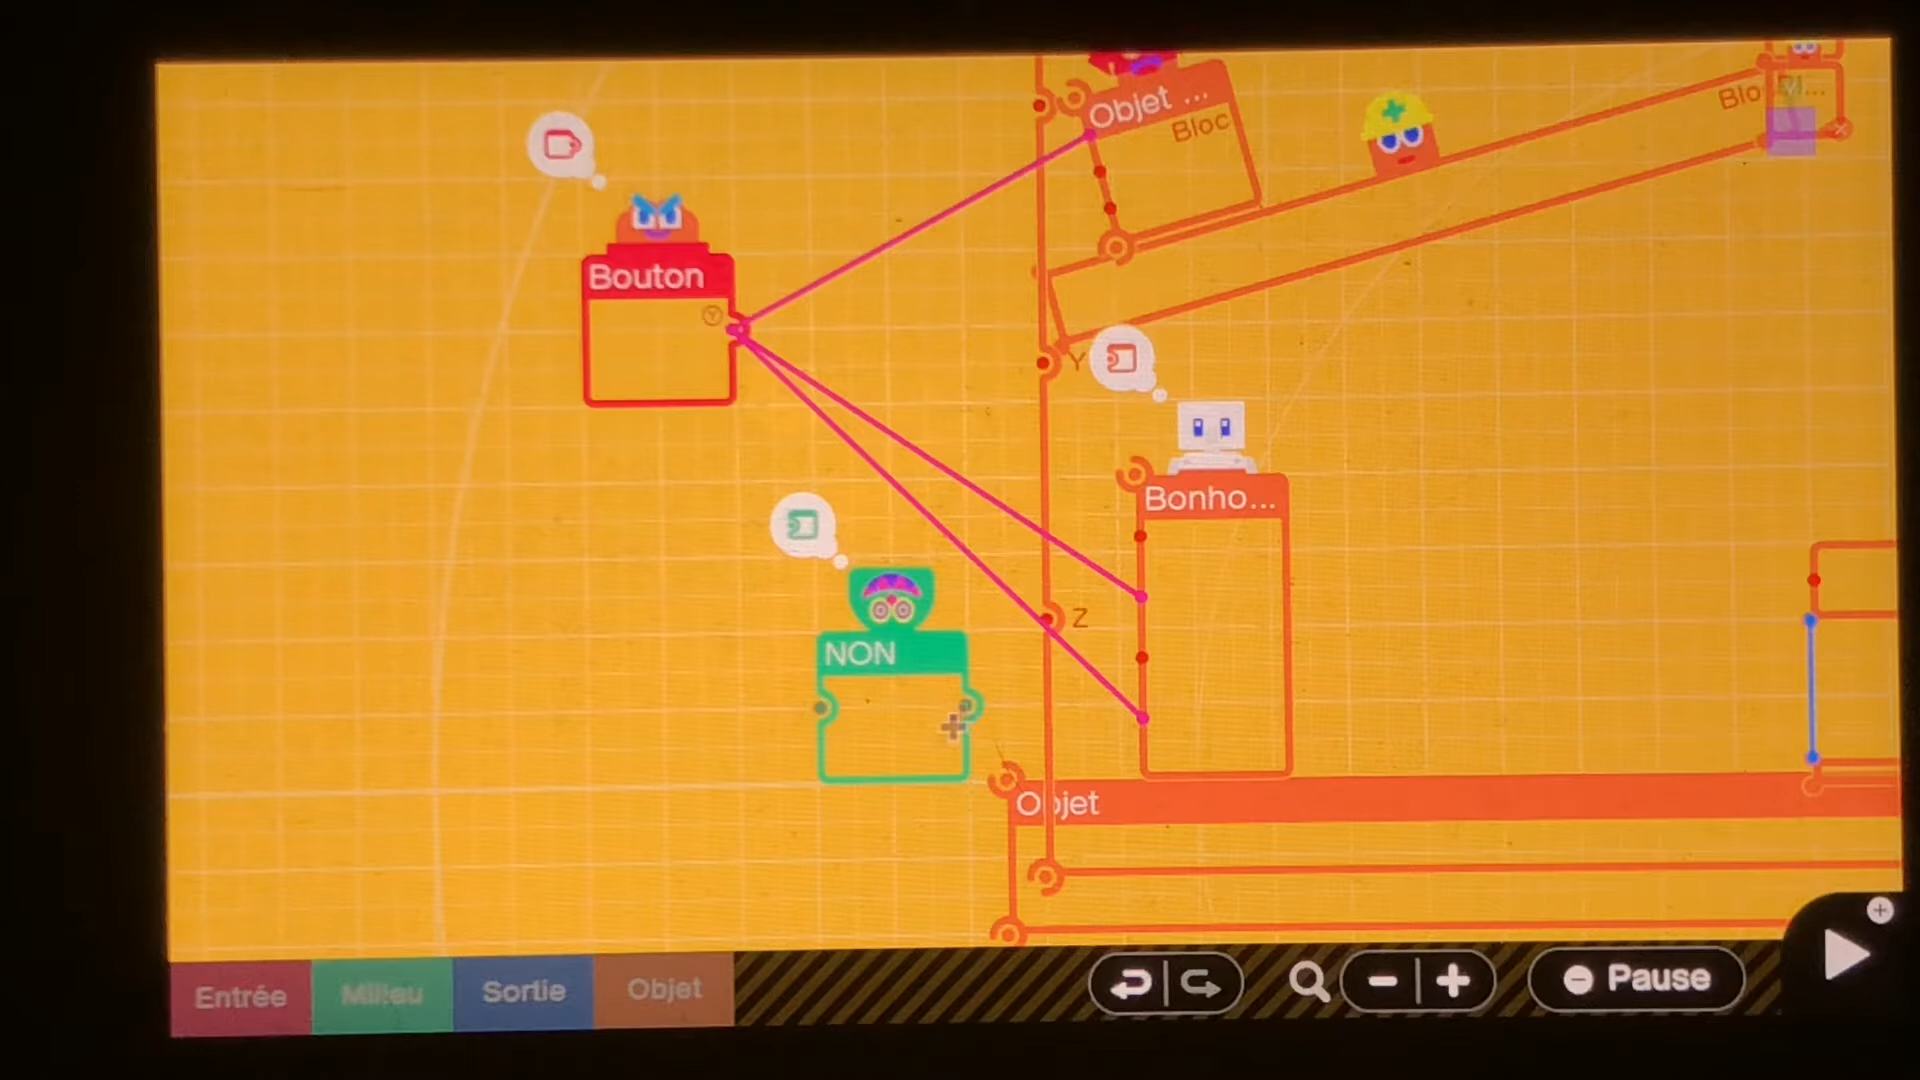 Objet ...
Bloc
Blo
Bouton
Y
Y
Bonho...
Z
NON
Objet
Entrée
Milieu
Sortie
Objet
Pause